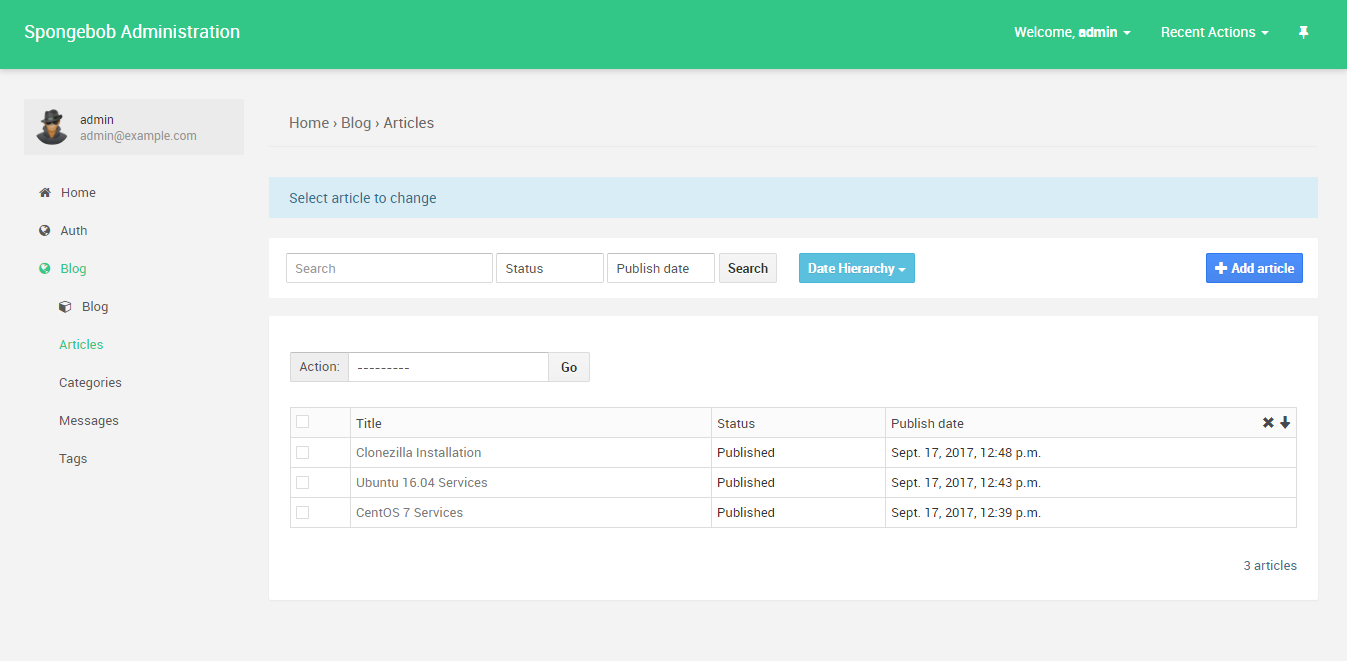 Spongebob Administration
Welcome, admin
Recent Actions
admin
admin@example.com
Home
Auth
Blog
Blog
Articles
Categories
Messages
Tags
Home › Blog › Articles
Select article to change
Search
Status
Publish date
Search
Date Hierarchy
Add article
Action:
---------
Go
Title Status Publish date
Clonezilla Installation Published Sept. 17, 2017, 12:48 p.m.
Ubuntu 16.04 Services Published Sept. 17, 2017, 12:43 p.m.
CentOS 7 Services Published Sept. 17, 2017, 12:39 p.m.
3 articles